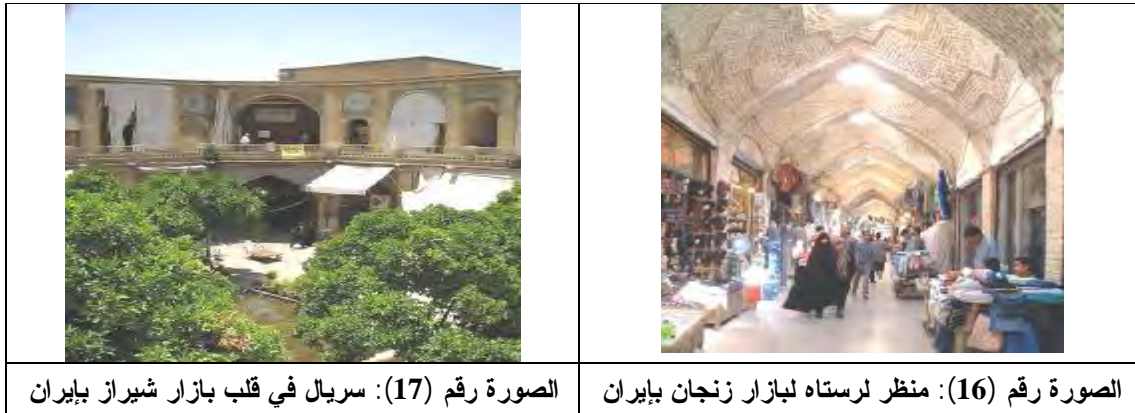 الصورة رقم (16): منظر لرستاه لبازار زنجان بإيران
الصورة رقم (17): سريال في قلب بازار شيراز بإيران